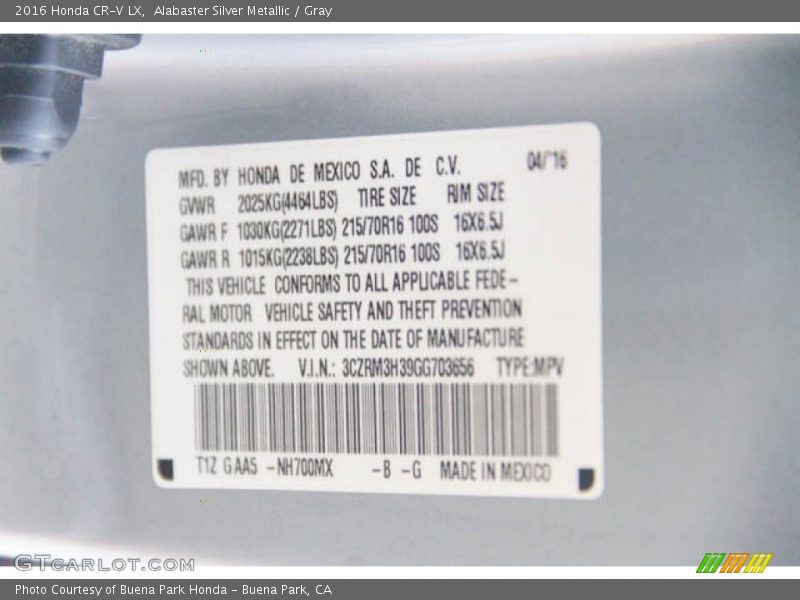 2016 Honda CR-V LX,  Alabaster Silver Metallic / Gray
MFD. BY HONDA DE MEXICO S.A. DE C.V. 04/'16
GVWR 2025KG(4464LBS) TIRE SIZE RIM SIZE
GAWR F 1030KG(2271LBS) 215/70R16 100S 16X6.5J
GAWR R 1015KG(2238LBS) 215/70R16 100S 16X6.5J
THIS VEHICLE CONFORMS TO ALL APPLICABLE FEDE-
RAL MOTOR VEHICLE SAFETY AND THEFT PREVENTION
STANDARDS IN EFFECT ON THE DATE OF MANUFACTURE
SHOWN ABOVE. V.I.N.: 3CZRM3H39GG703656 TYPE:MPV
T1Z GAA5 -NH700MX -B -G MADE IN MEXICO
GTCARLOT.COM
Photo Courtesy of Buena Park Honda - Buena Park, CA